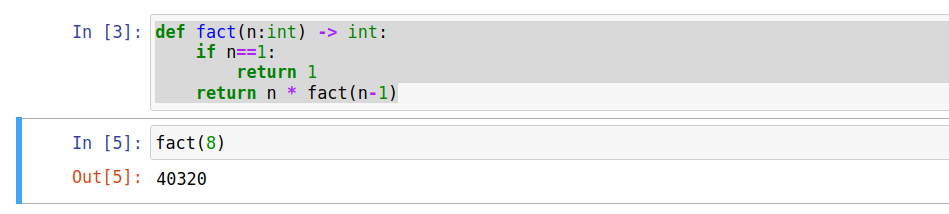 In [3]: def fact(n:int) -> int:
    if n==1:
        return 1
    return n * fact(n-1)
In [5]: fact(8)
Out[5]: 40320